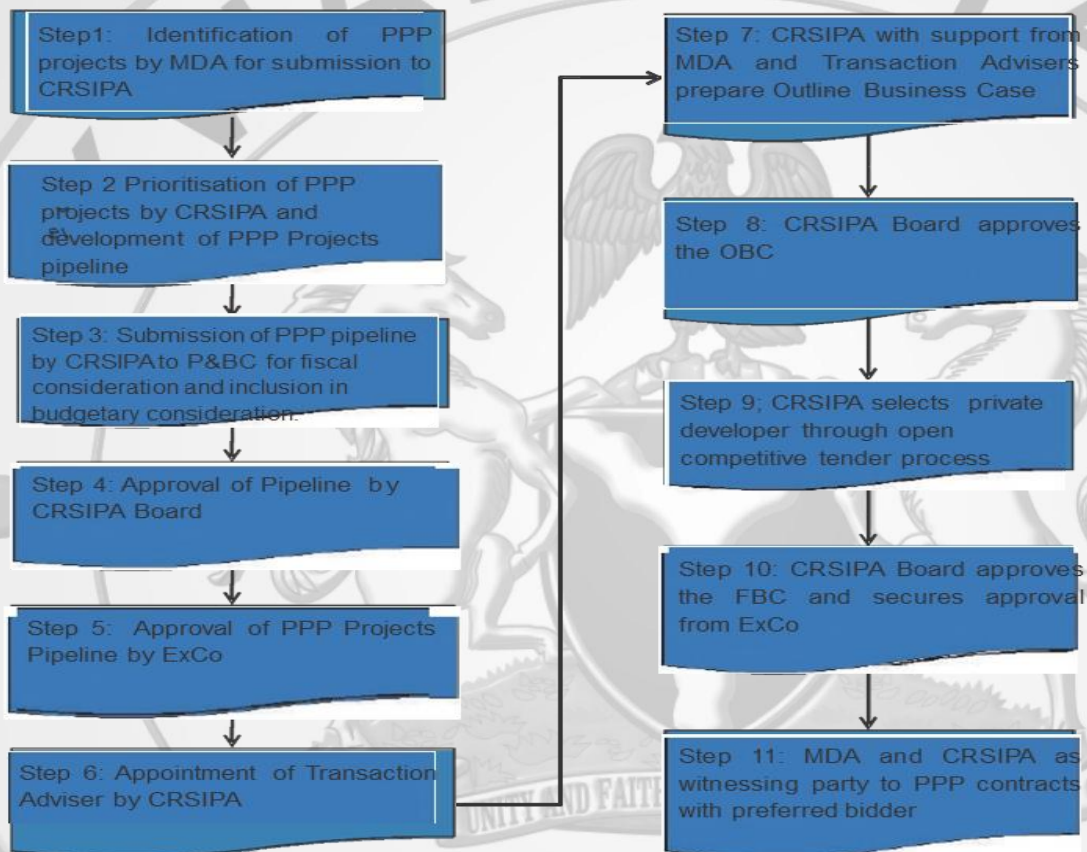 Step1: Identification of PPP
projects by MDA for submission to
CRSIPA
Step 2 Prioritisation of PPP
projects by CRSIPA and
development of PPP Projects
pipeline
Step 3: Submission of PPP pipeline
by CRSIPA to P&BC for fiscal
consideration and inclusion in
budgetary consideration.
Step 4: Approval of Pipeline by
CRSIPA Board
Step 5: Approval of PPP Projects
Pipeline by ExCo
Step 6: Appointment of Transaction
Adviser by CRSIPA
Step 7: CRSIPA with support from
MDA and Transaction Advisers
prepare Outline Business Case
Step 8: CRSIPA Board approves
the OBC
Step 9; CRSIPA selects private
developer through open
competitive tender process
Step 10: CRSIPA Board approves
the FBC and secures approval
from ExCo
Step 11: MDA and CRSIPA as
witnessing party to PPP contracts
with preferred bidder
UNITY AND FAITH